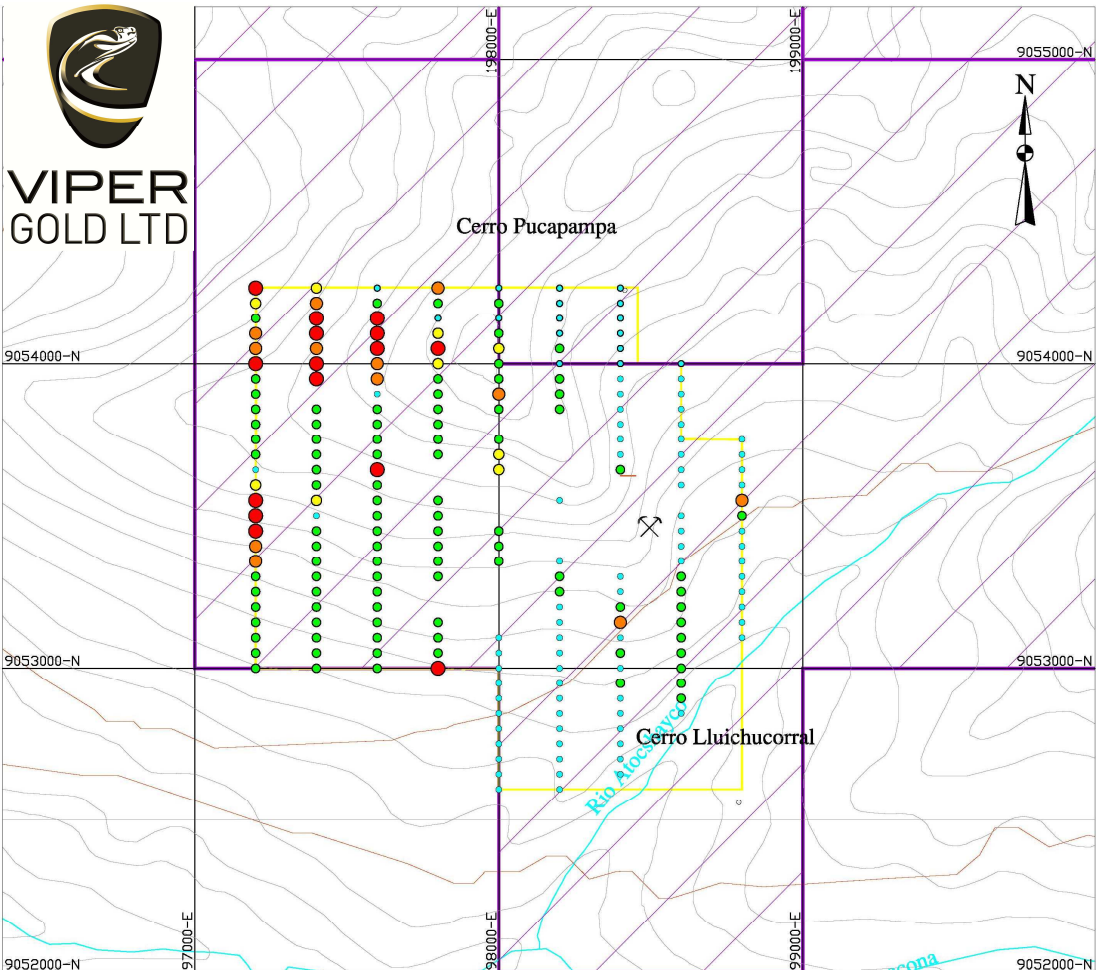 VIPER
GOLD LTD
198000-E
199000-E
9055000-N
N
Cerro Pucapampa
9054000-N
9054000-N
9053000-N
9053000-N
Cerro Lluichucorral
Rio Atocshayco
97000-E
98000-E
99000-E
9052000-N
9052000-N